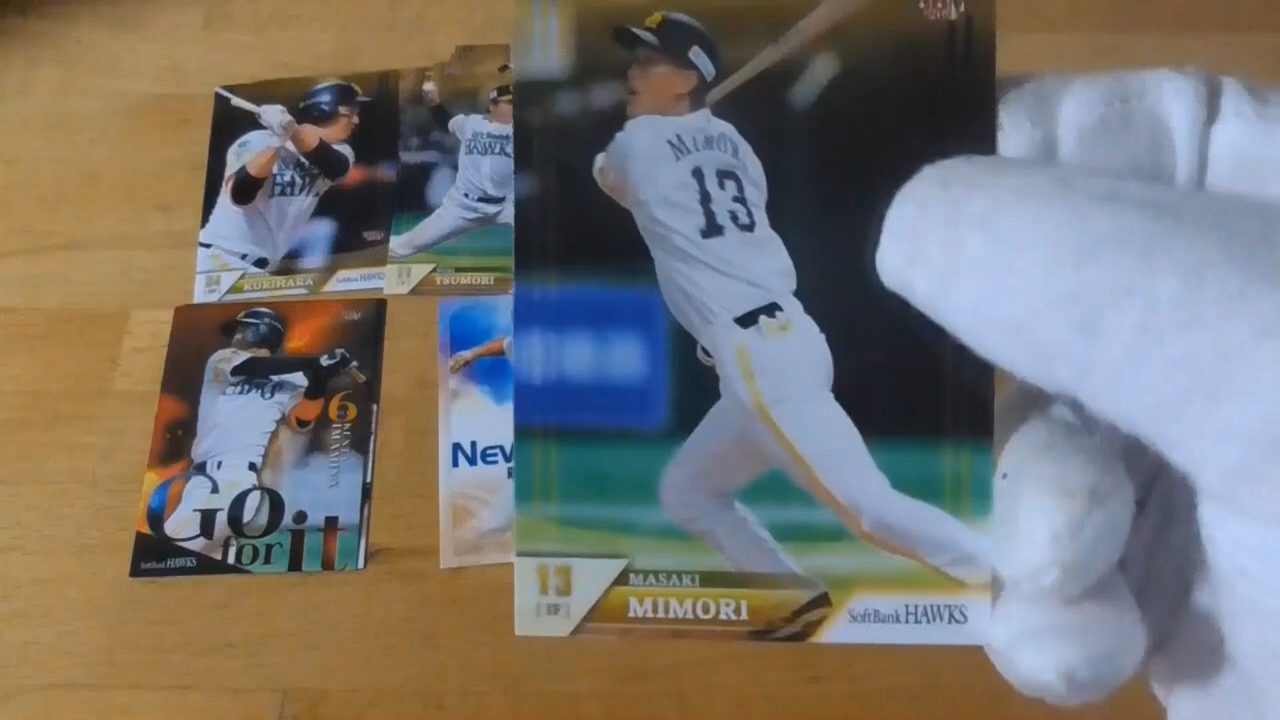 HAWKS
KURIHARA
SoftBank HAWKS
HAWKS
TSUMORI
6
Go
for it
SoftBank HAWKS
New
MIMORI
13
13
MASAKI
MIMORI
SoftBank HAWKS